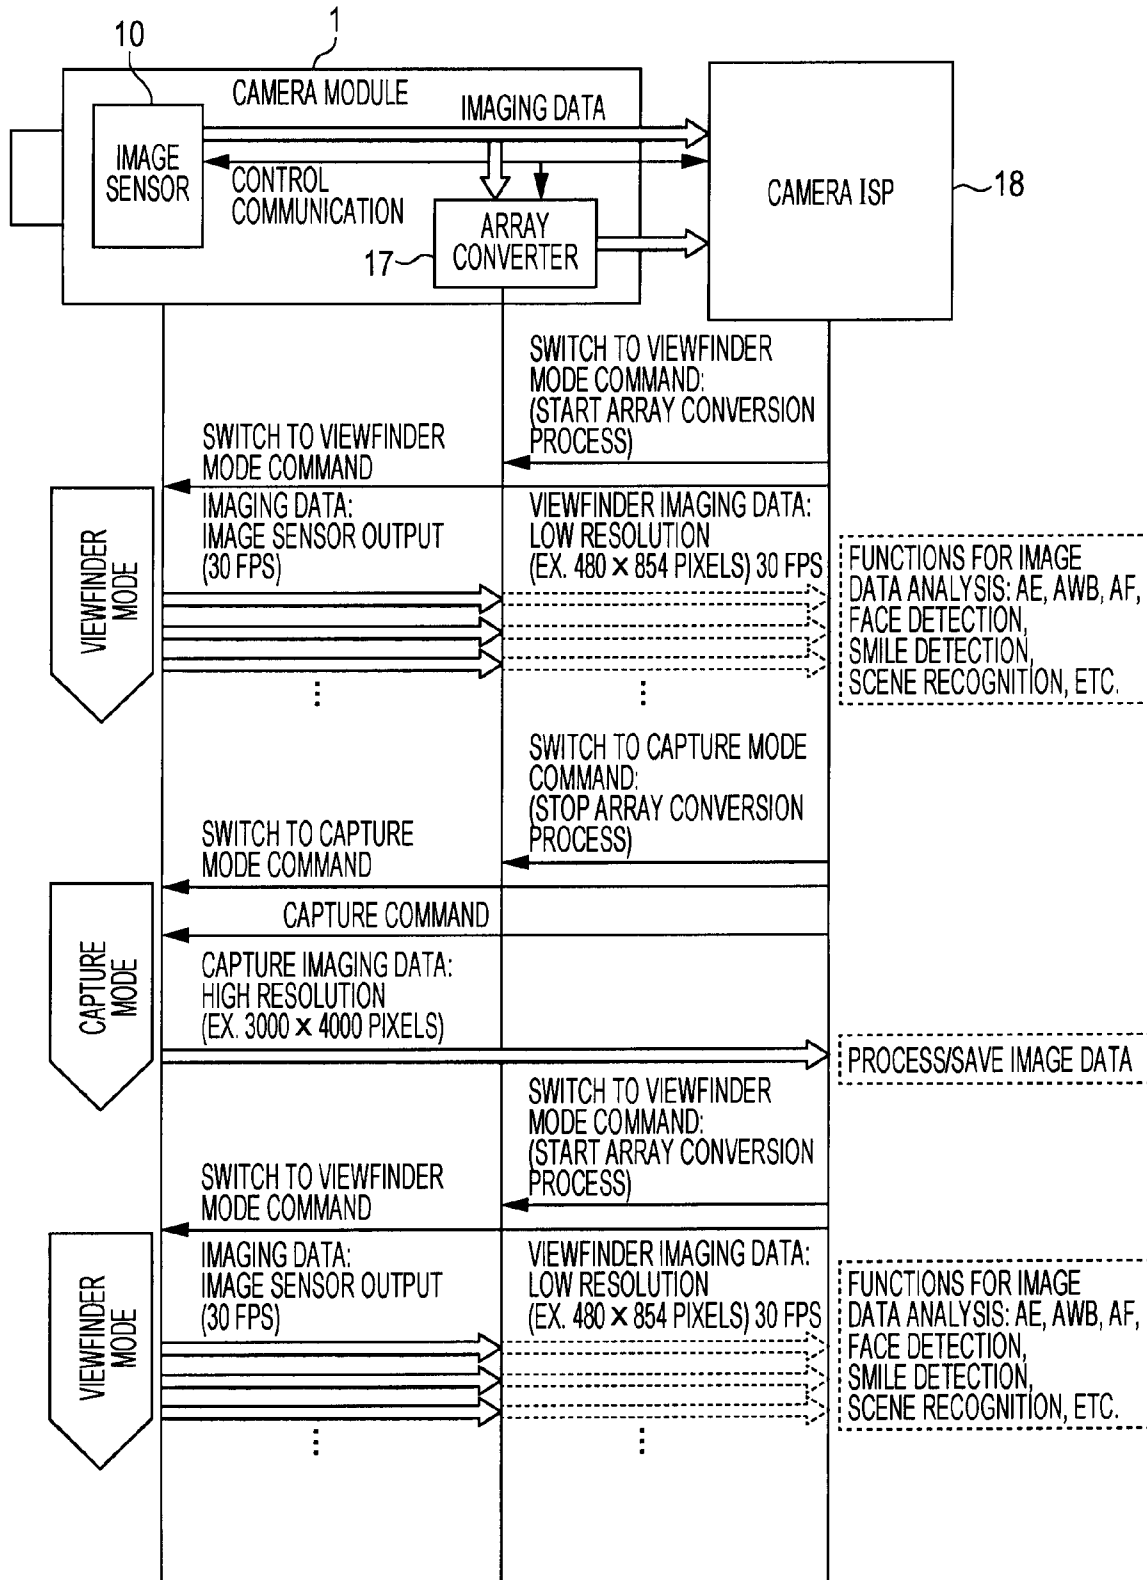 1
10
CAMERA MODULE
IMAGING DATA
IMAGE
SENSOR
CONTROL
COMMUNICATION
ARRAY
CONVERTER
17
CAMERA ISP
18
SWITCH TO VIEWFINDER
MODE COMMAND:
(START ARRAY CONVERSION
PROCESS)
SWITCH TO VIEWFINDER
MODE COMMAND
VIEWFINDER
MODE
IMAGING DATA:
IMAGE SENSOR OUTPUT
(30 FPS)
VIEWFINDER IMAGING DATA:
LOW RESOLUTION
(EX. 480 × 854 PIXELS) 30 FPS
FUNCTIONS FOR IMAGE
DATA ANALYSIS: AE, AWB, AF,
FACE DETECTION,
SMILE DETECTION,
SCENE RECOGNITION, ETC.
SWITCH TO CAPTURE MODE
COMMAND:
(STOP ARRAY CONVERSION
PROCESS)
SWITCH TO CAPTURE
MODE COMMAND
CAPTURE
MODE
CAPTURE COMMAND
CAPTURE IMAGING DATA:
HIGH RESOLUTION
(EX. 3000 × 4000 PIXELS)
PROCESS/SAVE IMAGE DATA
SWITCH TO VIEWFINDER
MODE COMMAND:
(START ARRAY CONVERSION
PROCESS)
SWITCH TO VIEWFINDER
MODE COMMAND
VIEWFINDER
MODE
IMAGING DATA:
IMAGE SENSOR OUTPUT
(30 FPS)
VIEWFINDER IMAGING DATA:
LOW RESOLUTION
(EX. 480 × 854 PIXELS) 30 FPS
FUNCTIONS FOR IMAGE
DATA ANALYSIS: AE, AWB, AF,
FACE DETECTION,
SMILE DETECTION,
SCENE RECOGNITION, ETC.